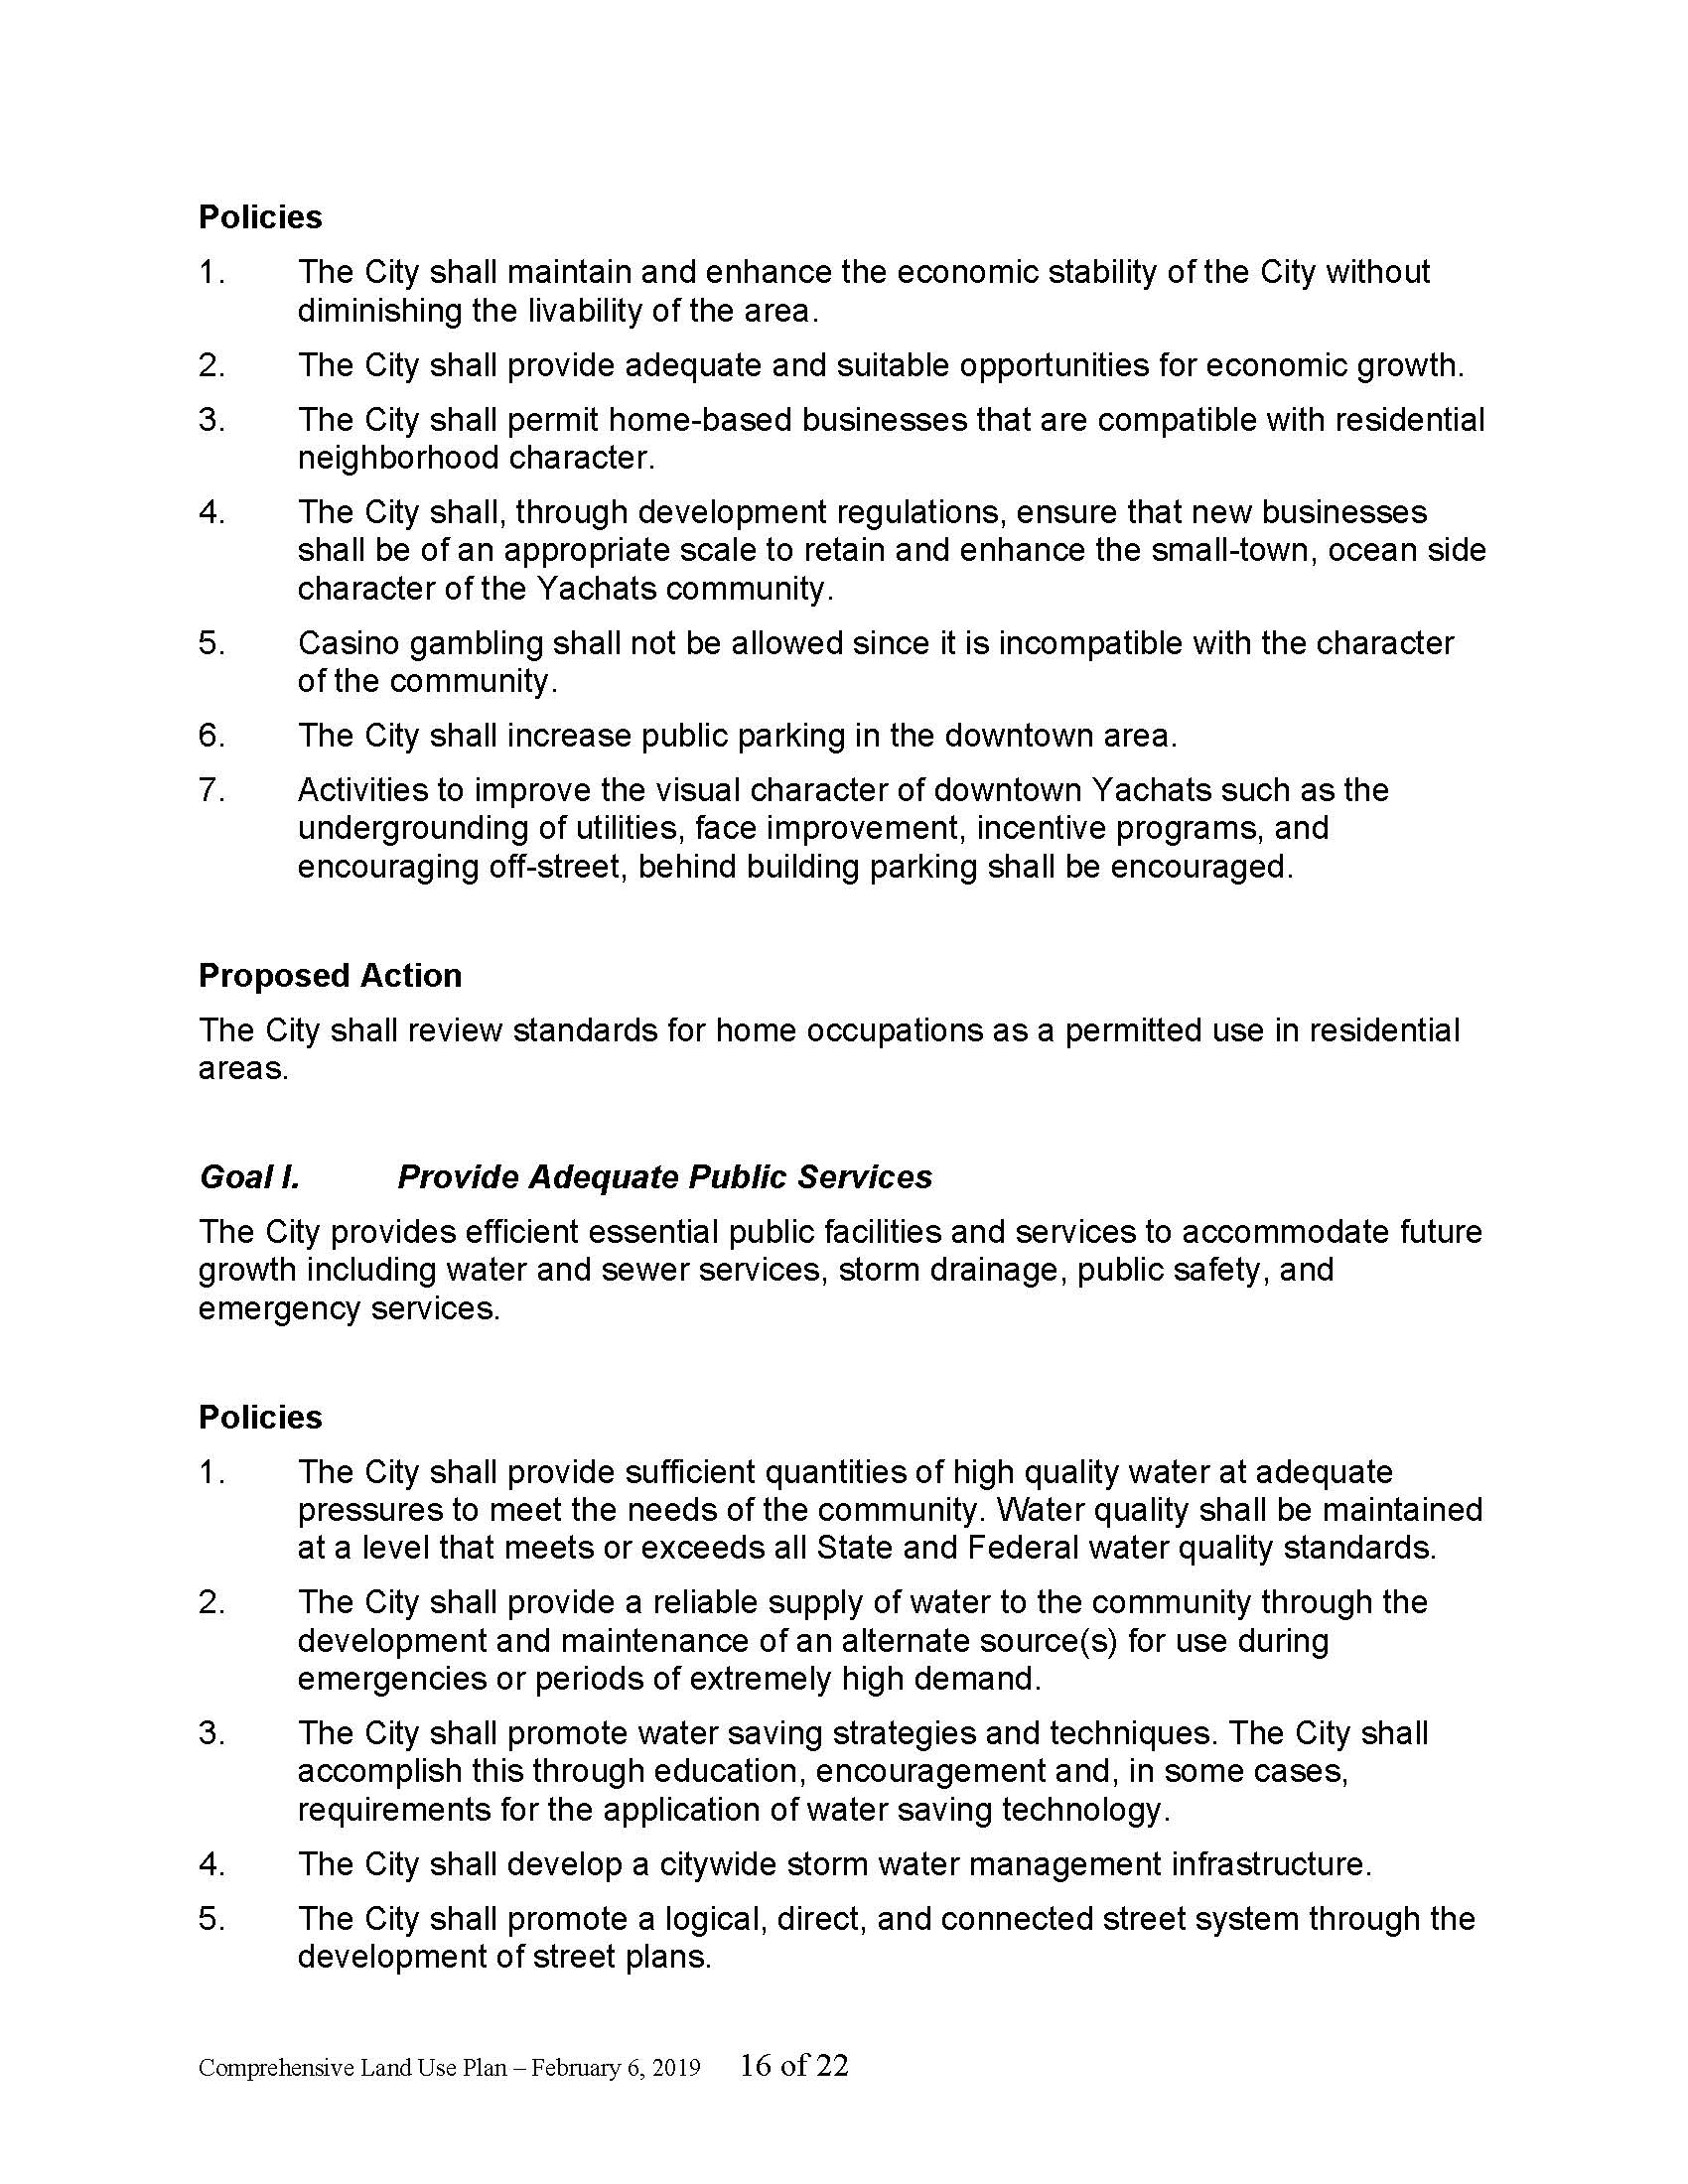 Policies
1. The City shall maintain and enhance the economic stability of the City without
diminishing the livability of the area.
2. The City shall provide adequate and suitable opportunities for economic growth.
3. The City shall permit home-based businesses that are compatible with residential
neighborhood character.
4. The City shall, through development regulations, ensure that new businesses
shall be of an appropriate scale to retain and enhance the small-town, ocean side
character of the Yachats community.
5. Casino gambling shall not be allowed since it is incompatible with the character
of the community.
6. The City shall increase public parking in the downtown area.
7. Activities to improve the visual character of downtown Yachats such as the
undergrounding of utilities, face improvement, incentive programs, and
encouraging off-street, behind building parking shall be encouraged.
Proposed Action
The City shall review standards for home occupations as a permitted use in residential
areas.
Goal I. Provide Adequate Public Services
The City provides efficient essential public facilities and services to accommodate future
growth including water and sewer services, storm drainage, public safety, and
emergency services.
Policies
1. The City shall provide sufficient quantities of high quality water at adequate
pressures to meet the needs of the community. Water quality shall be maintained
at a level that meets or exceeds all State and Federal water quality standards.
2. The City shall provide a reliable supply of water to the community through the
development and maintenance of an alternate source(s) for use during
emergencies or periods of extremely high demand.
3. The City shall promote water saving strategies and techniques. The City shall
accomplish this through education, encouragement and, in some cases,
requirements for the application of water saving technology.
4. The City shall develop a citywide storm water management infrastructure.
5. The City shall promote a logical, direct, and connected street system through the
development of street plans.
Comprehensive Land Use Plan – February 6, 2019 16 of 22